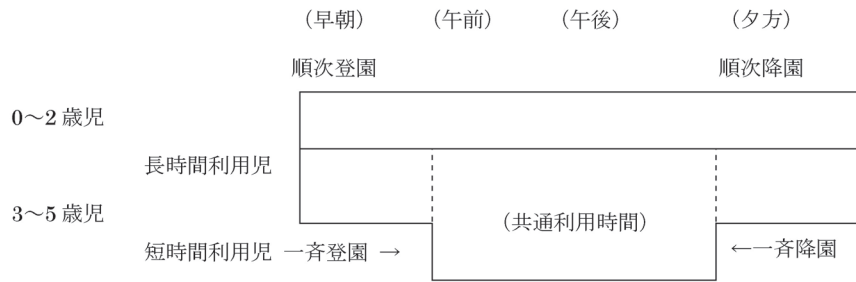 （早朝） （午前） （午後） （夕方）
順次登園 順次降園
0〜2 歳児
長時間利用児
3〜5 歳児 （共通利用時間）
短時間利用児 一斉登園 → ←一斉降園